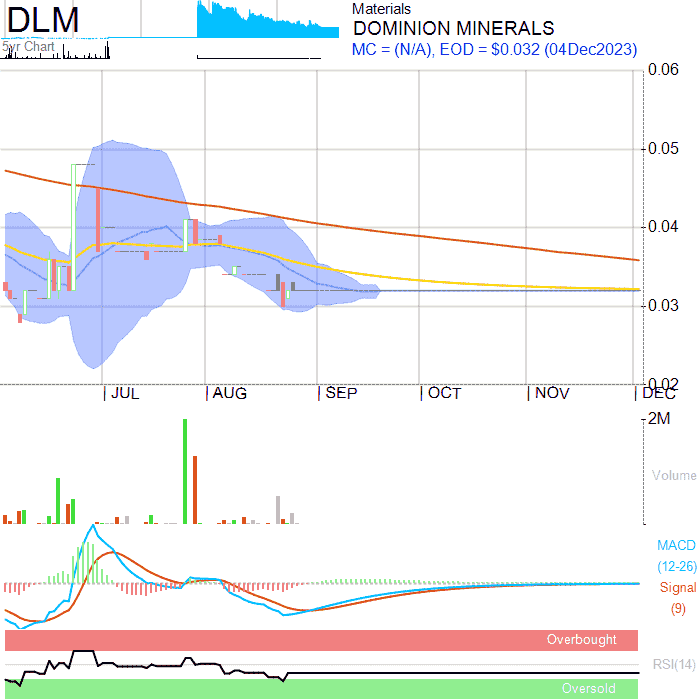 DLM
5yr Chart
Materials
DOMINION MINERALS
MC = (N/A), EOD = $0.032 (04Dec2023)
0.06
0.05
0.04
0.03
0.02
JUL AUG SEP OCT NOV DEC
2M
Volume
MACD
(12-26)
Signal
(9)
Overbought
RSI(14)
Oversold